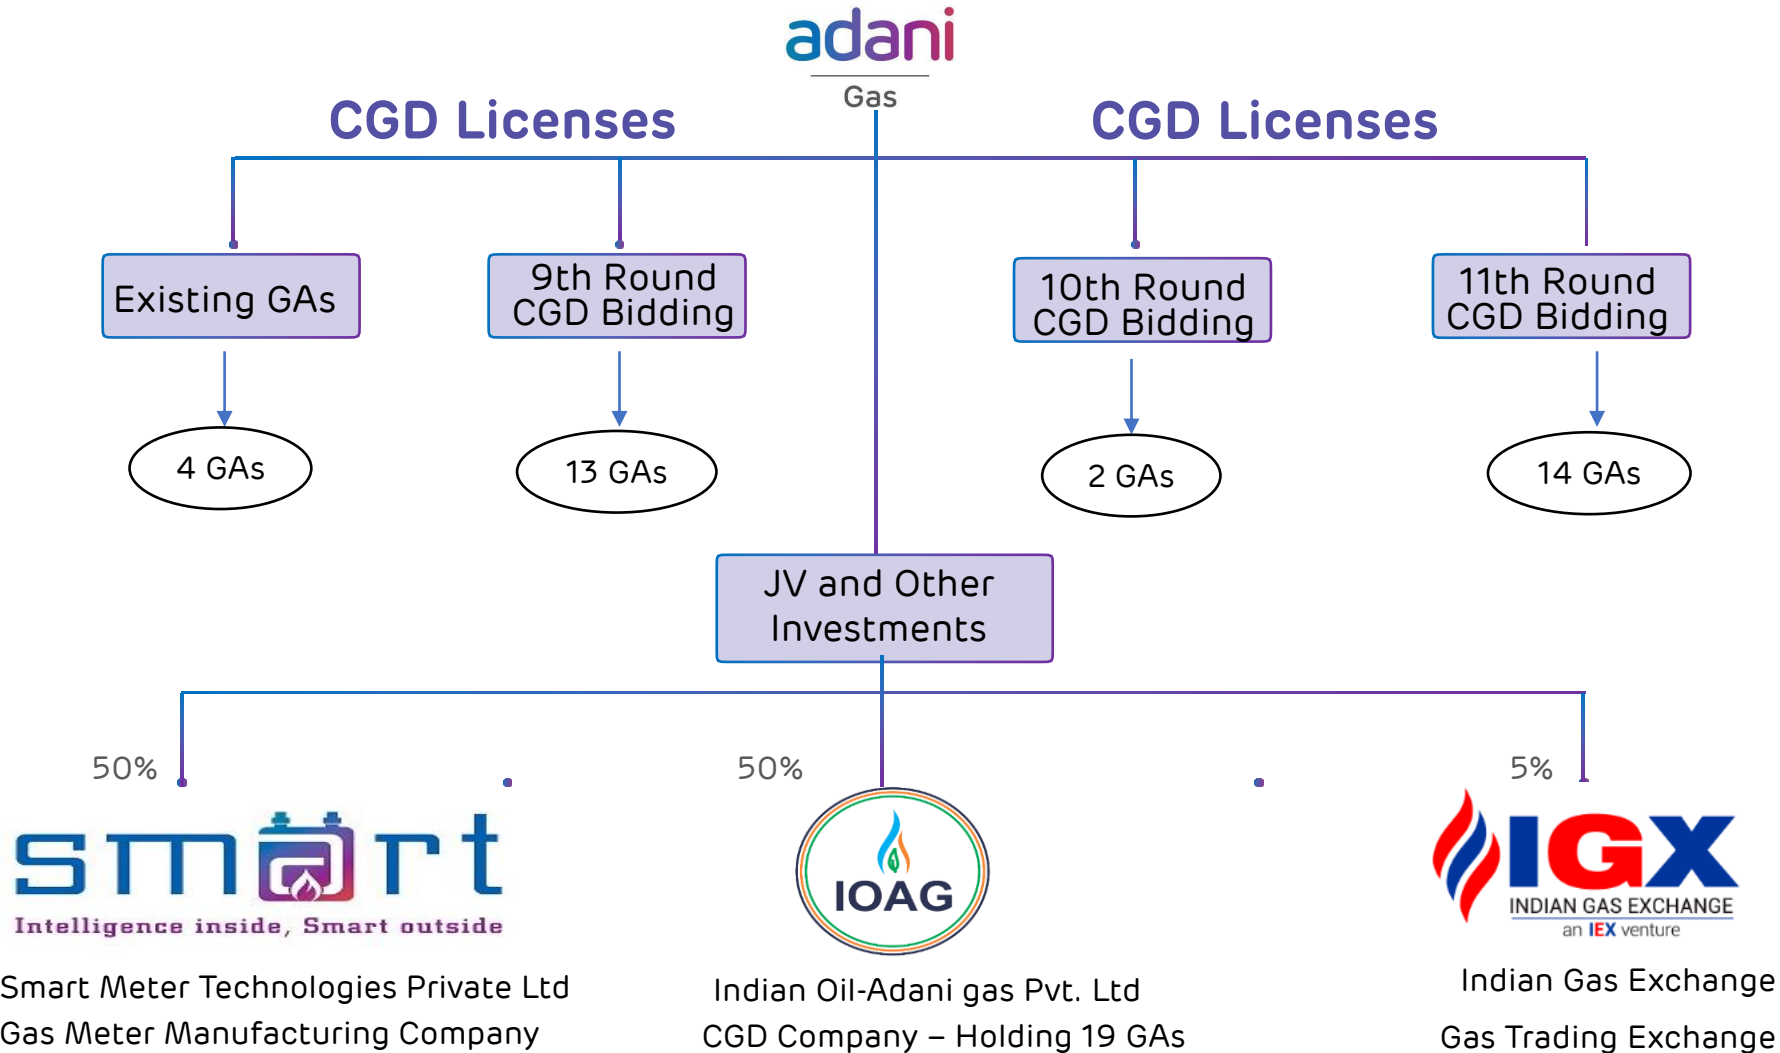 adani
Gas
CGD Licenses
CGD Licenses
Existing GAs
9th Round
CGD Bidding
10th Round
CGD Bidding
11th Round
CGD Bidding
4 GAs
13 GAs
2 GAs
14 GAs
JV and Other
Investments
50%
50%
5%
smart
Intelligence inside, Smart outside
IOAG
IGX
INDIAN GAS EXCHANGE
an IEX venture
Smart Meter Technologies Private Ltd
Gas Meter Manufacturing Company
Indian Oil-Adani gas Pvt. Ltd
CGD Company – Holding 19 GAs
Indian Gas Exchange
Gas Trading Exchange